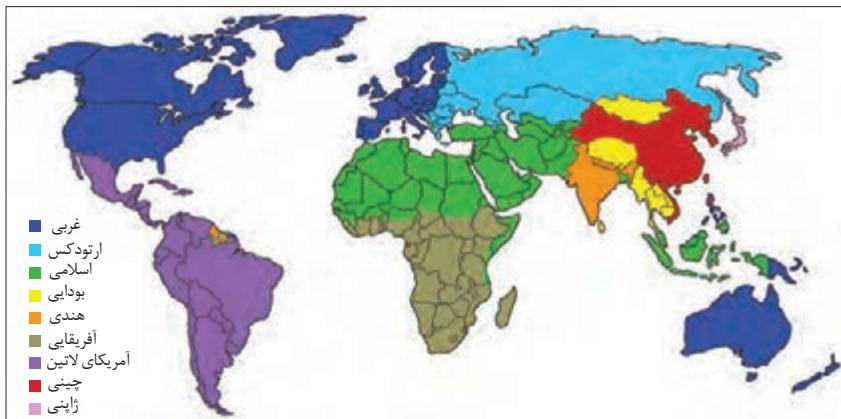 غربی
ارتودکس
اسلامی
بودایی
هندی
آفریقایی
آمریکای لاتین
چینی
ژاپنی